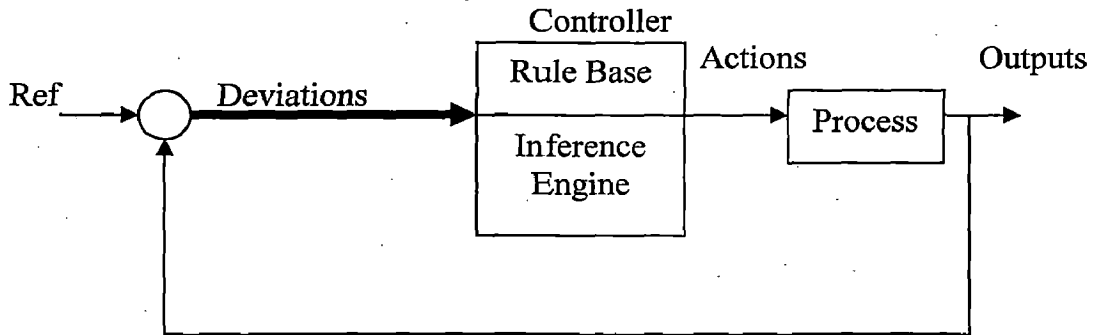 Controller
Ref
Deviations
Rule Base
Inference
Engine
Actions
Process
Outputs